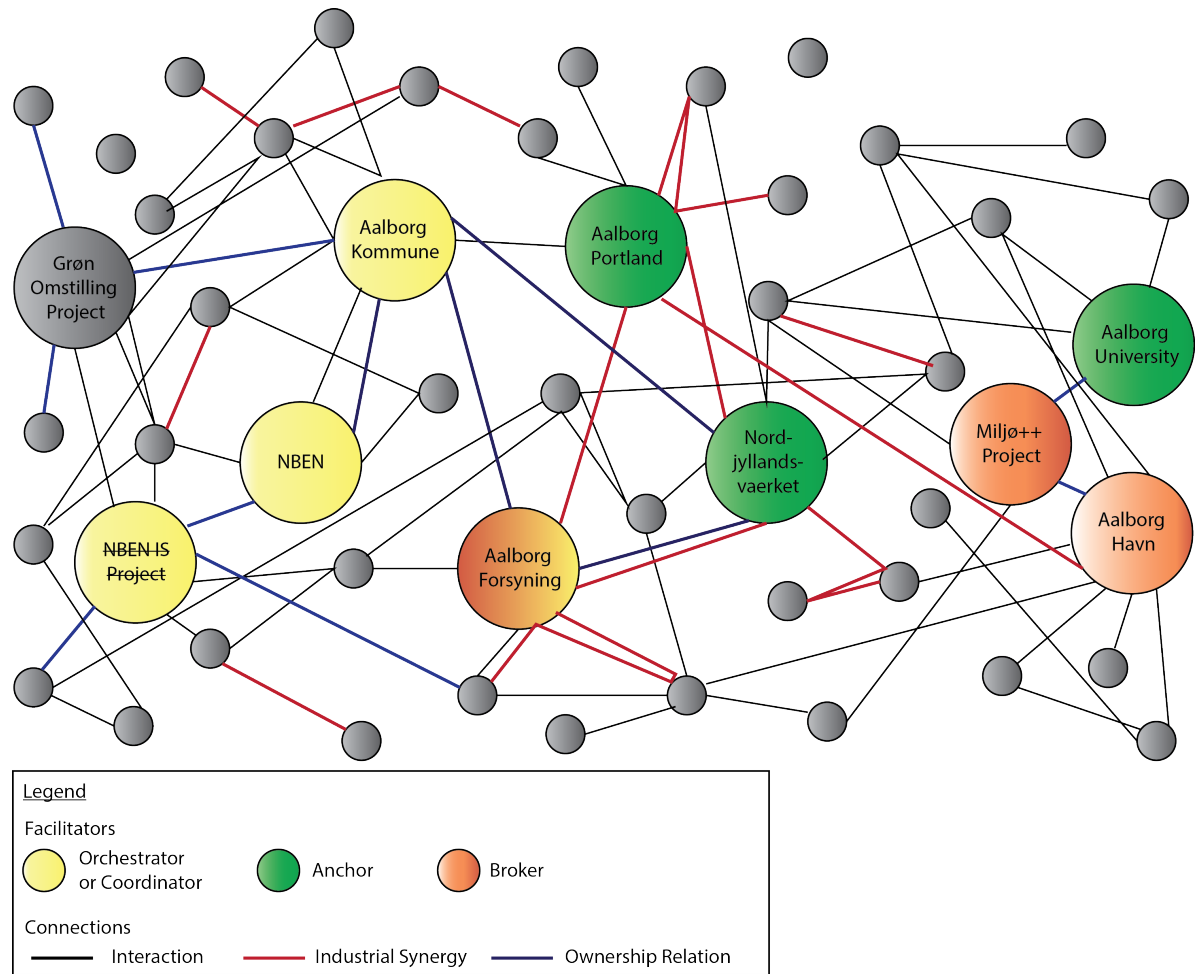 Grøn
Omstilling
Project
Aalborg
Kommune
Aalborg
Portland
Aalborg
University
NBEN
Nord-
jyllands-
vaerket
Miljø++
Project
Aalborg
Havn
NBEN IS
Project
Aalborg
Forsyning
Legend
Facilitators
Orchestrator
or Coordinator
Anchor
Broker
Connections
Interaction
Industrial Synergy
Ownership Relation